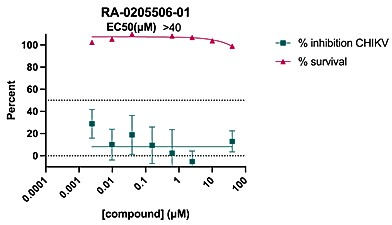 RA-0205506-01
EC50(µM) >40
% inhibition CHIKV
% survival
Percent
100
80
60
40
20
0
0.0001
0.001
0.01
0.1
1
10
100
[compound] (µM)